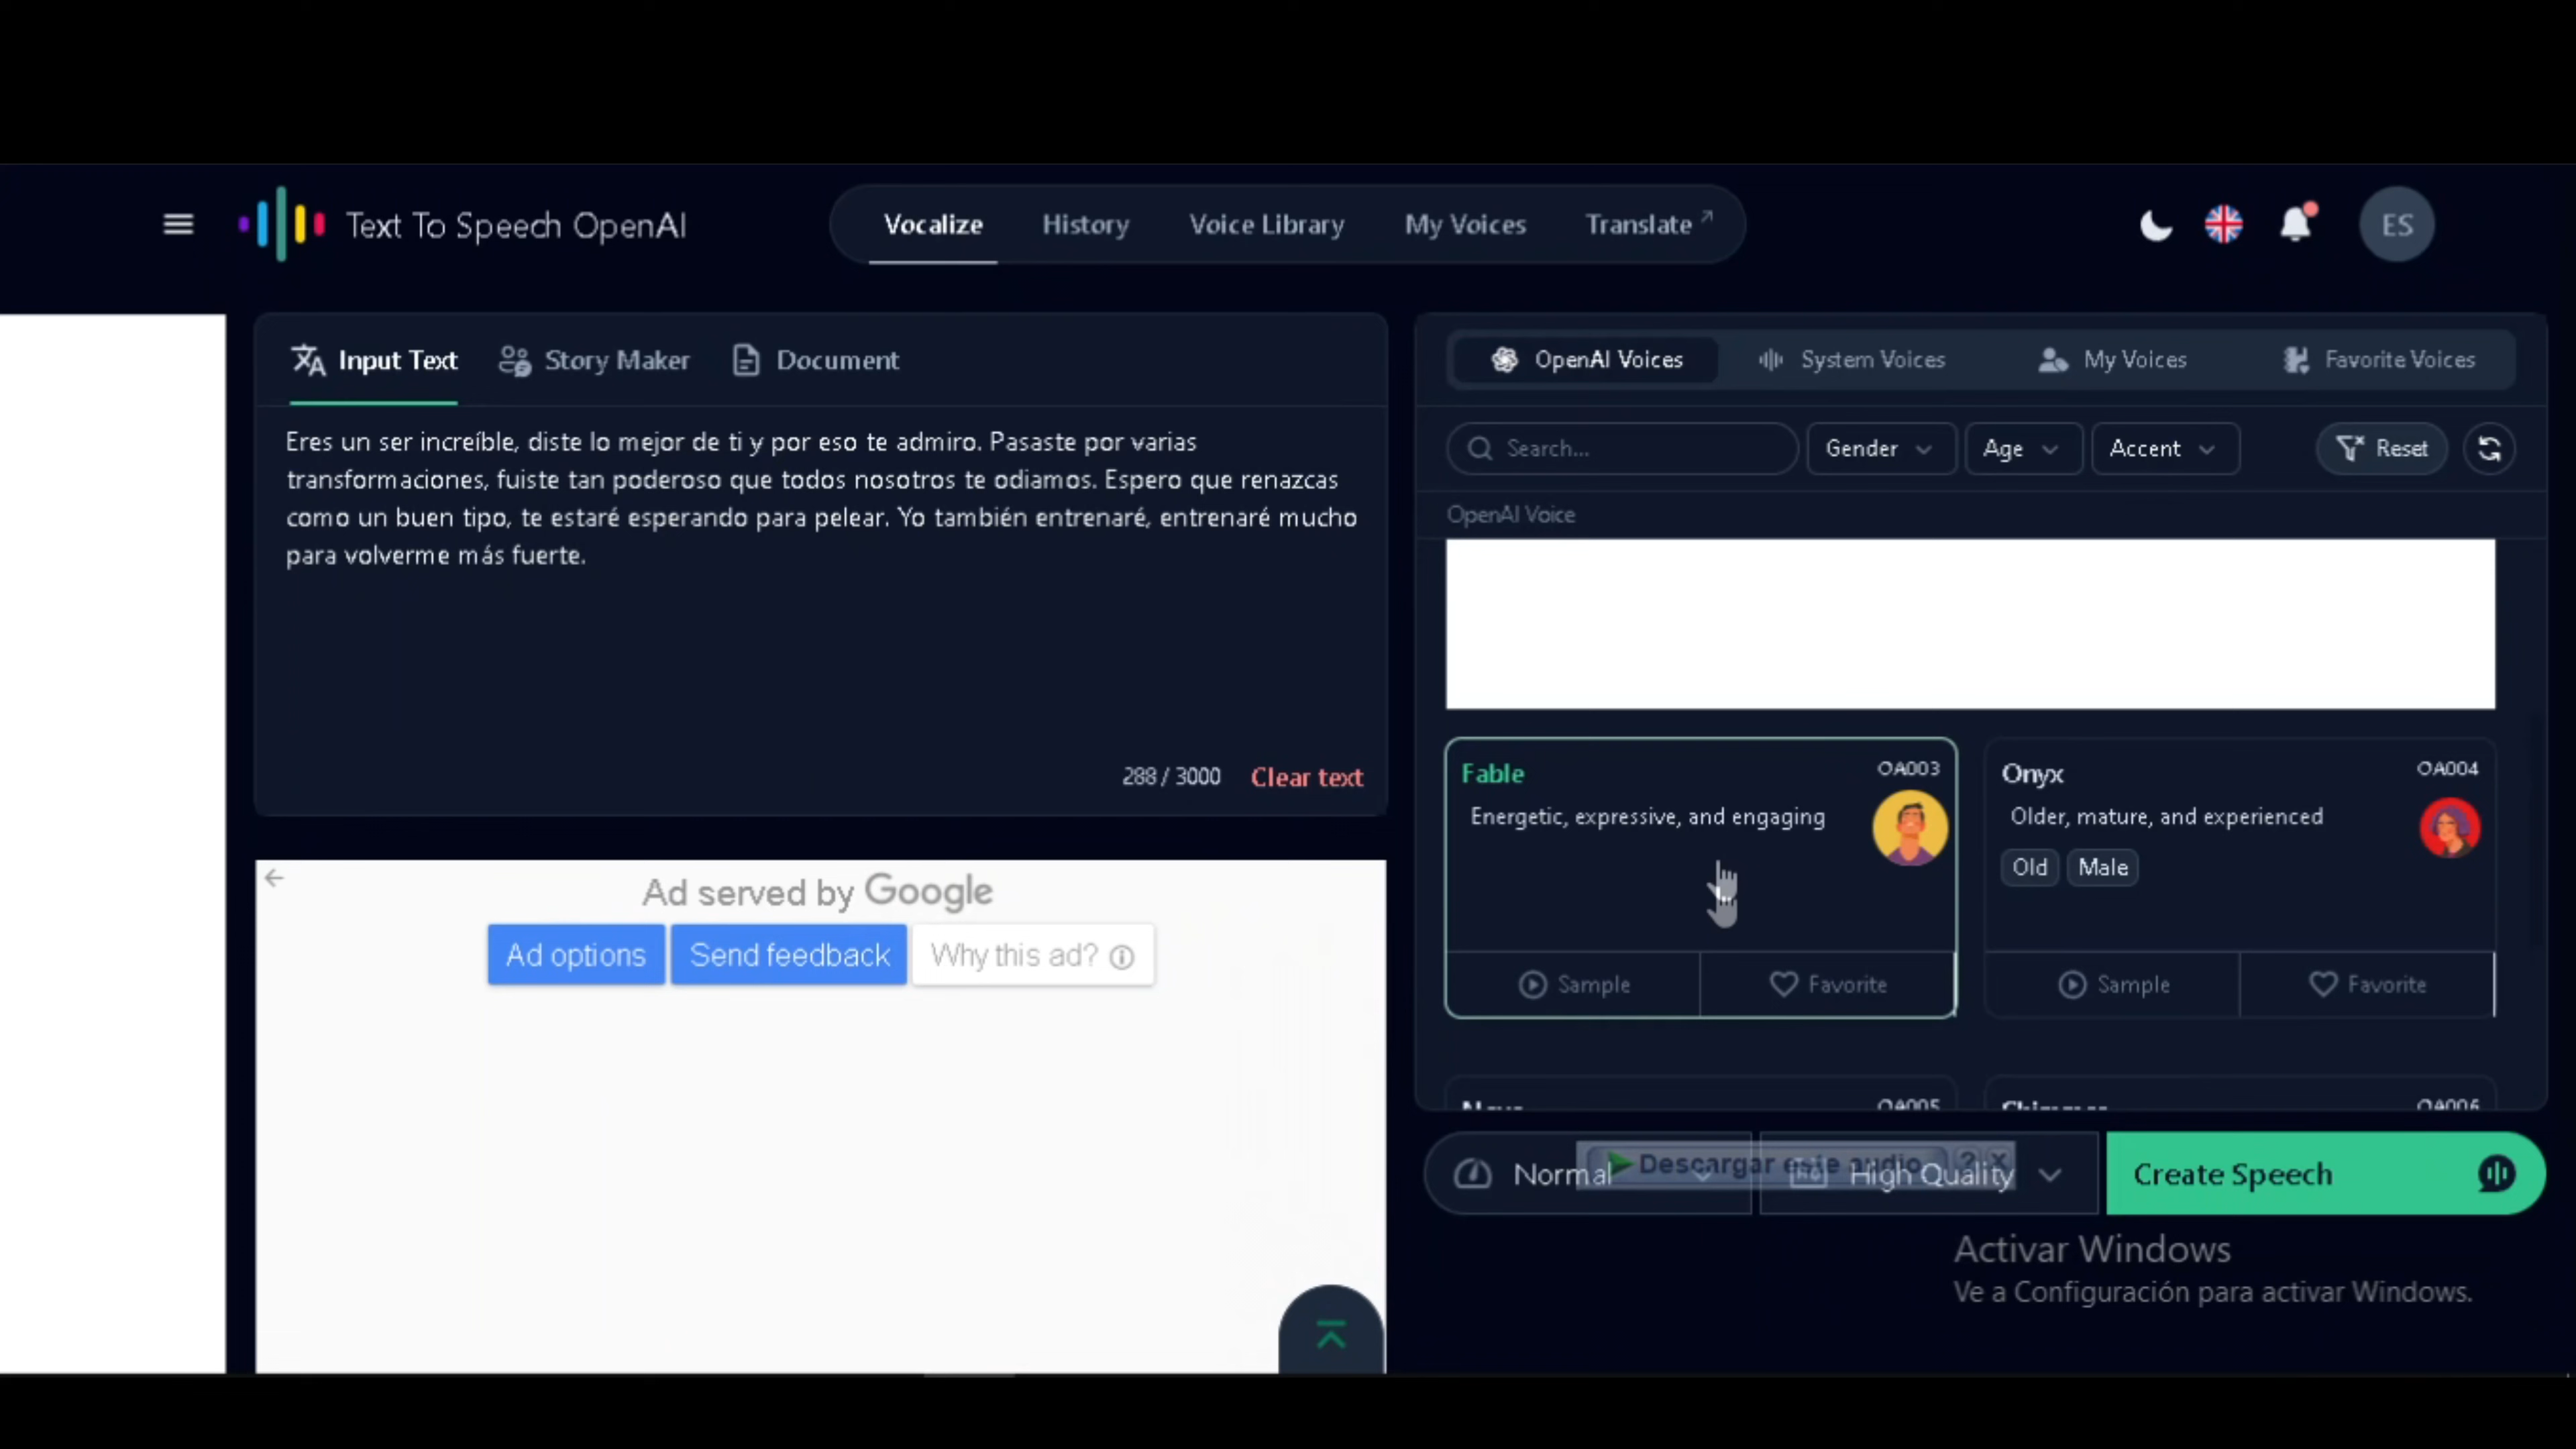 Text To Speech OpenAI
Vocalize
History
Voice Library
My Voices
Translate
ES
Input Text
Story Maker
Document
Eres un ser increíble, diste lo mejor de ti y por eso te admiro. Pasaste por varias
transformaciones, fuiste tan poderoso que todos nosotros te odiamos. Espero que renazcas
como un buen tipo, te estaré esperando para pelear. Yo también entrenaré, entrenaré mucho
para volverme más fuerte.
288 / 3000
Clear text
Ad served by Google
Ad options
Send feedback
Why this ad?
OpenAI Voices
System Voices
My Voices
Favorite Voices
Search...
Gender
Age
Accent
Reset
OpenAI Voice
Fable
OA003
Energetic, expressive, and engaging
Sample
Favorite
Onyx
OA004
Older, mature, and experienced
Old
Male
Sample
Favorite
OA005
OA006
Normal
Descargar este audio
High Quality
Create Speech
Activar Windows
Ve a Configuración para activar Windows.